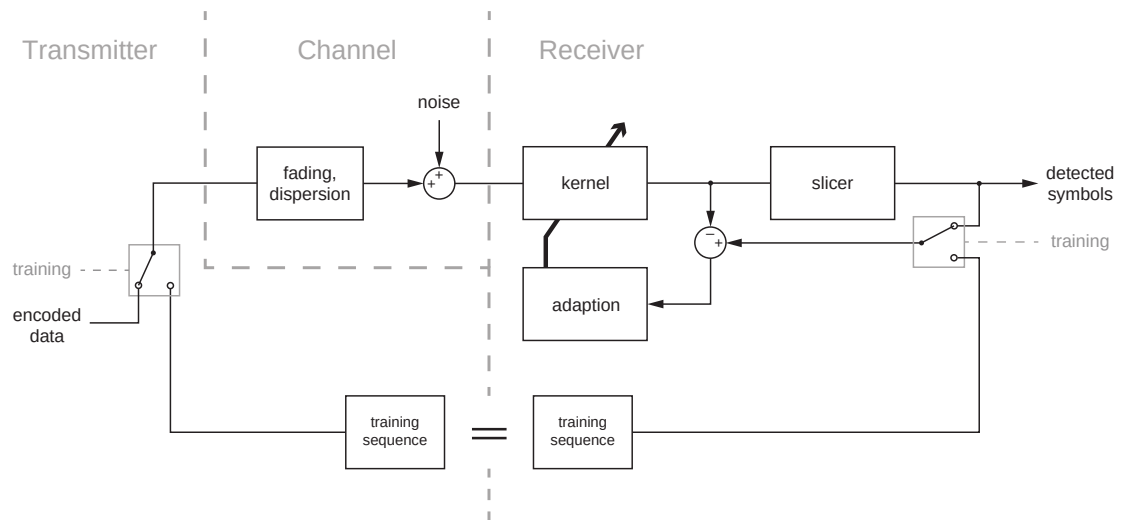 Transmitter
Channel
Receiver
noise
fading,
dispersion
+
+
kernel
slicer
detected
symbols
−
+
training
training
encoded
data
adaption
training
sequence
=
training
sequence